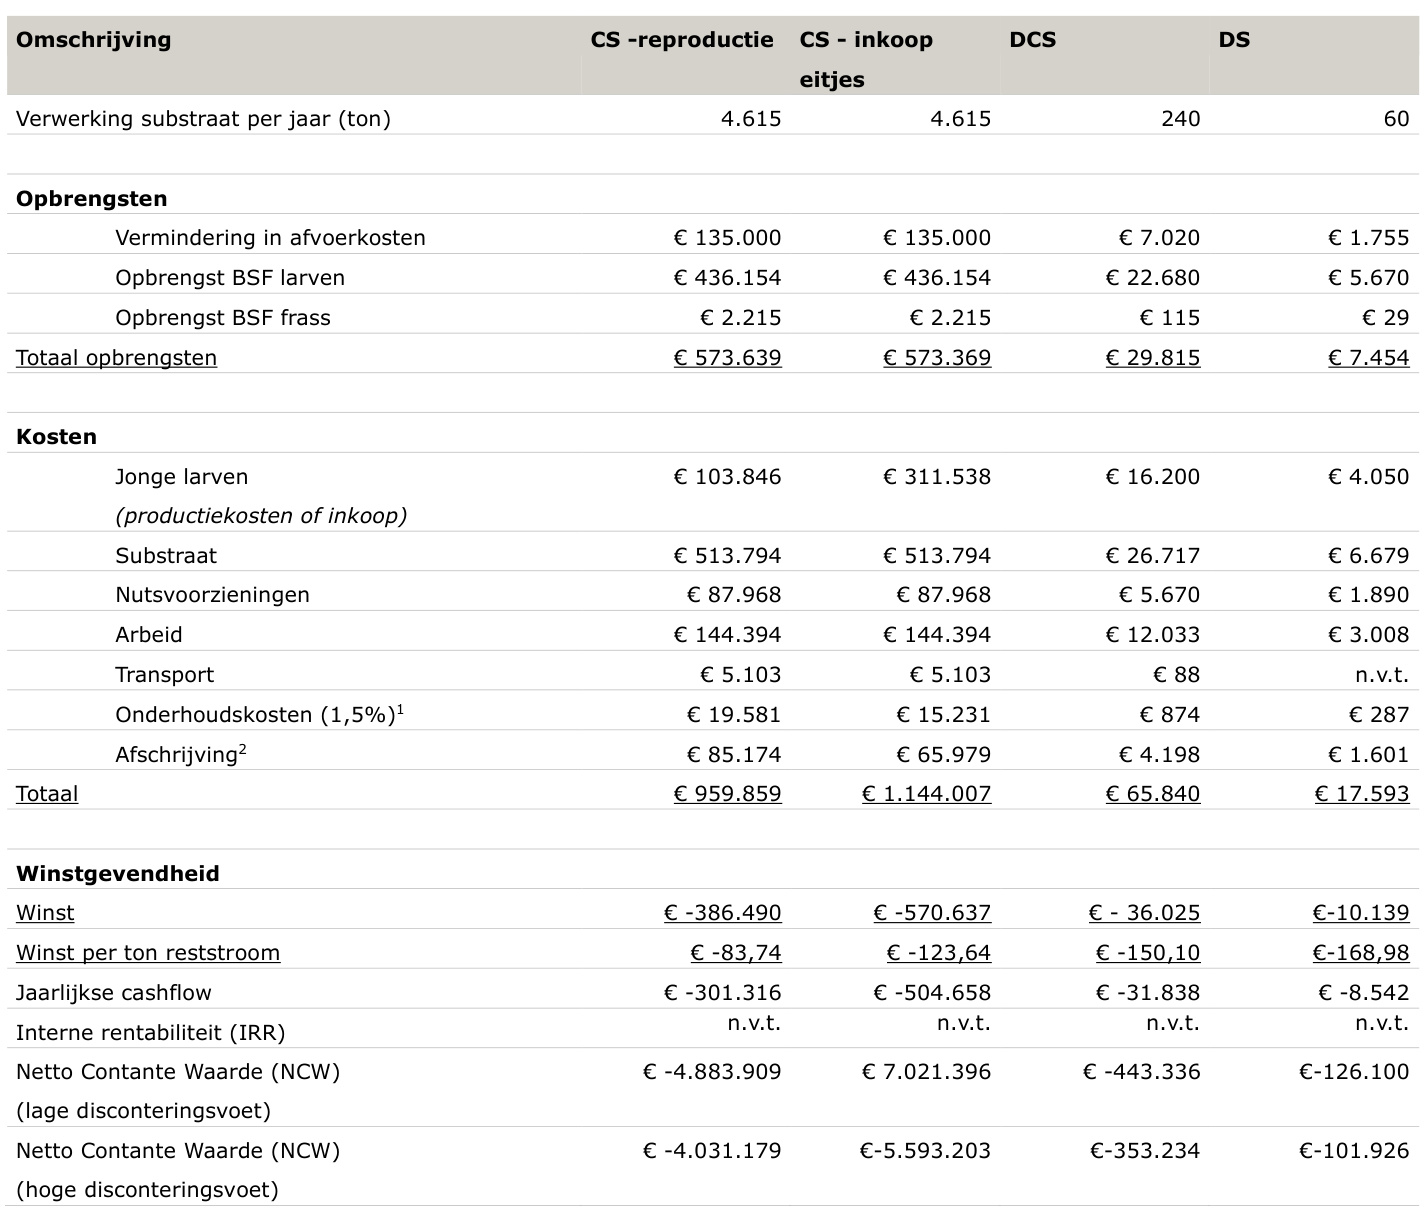 Omschrijving CS -reproductie CS - inkoop DCS DS
eitjes
Verwerking substraat per jaar (ton) 4.615 4.615 240 60
Opbrengsten
Vermindering in afvoerkosten € 135.000 € 135.000 € 7.020 € 1.755
Opbrengst BSF larven € 436.154 € 436.154 € 22.680 € 5.670
Opbrengst BSF frass € 2.215 € 2.215 € 115 € 29
Totaal opbrengsten € 573.639 € 573.369 € 29.815 € 7.454
Kosten
Jonge larven € 103.846 € 311.538 € 16.200 € 4.050
(productiekosten of inkoop)
Substraat € 513.794 € 513.794 € 26.717 € 6.679
Nutsvoorzieningen € 87.968 € 87.968 € 5.670 € 1.890
Arbeid € 144.394 € 144.394 € 12.033 € 3.008
Transport € 5.103 € 5.103 € 88 n.v.t.
Onderhoudskosten (1,5%)¹ € 19.581 € 15.231 € 874 € 287
Afschrijving² € 85.174 € 65.979 € 4.198 € 1.601
Totaal € 959.859 € 1.144.007 € 65.840 € 17.593
Winstgevendheid
Winst € -386.490 € -570.637 € - 36.025 €-10.139
Winst per ton reststroom € -83,74 € -123,64 € -150,10 €-168,98
Jaarlijkse cashflow € -301.316 € -504.658 € -31.838 € -8.542
Interne rentabiliteit (IRR) n.v.t. n.v.t. n.v.t. n.v.t.
Netto Contante Waarde (NCW) € -4.883.909 € 7.021.396 € -443.336 €-126.100
(lage disconteringsvoet)
Netto Contante Waarde (NCW) € -4.031.179 €-5.593.203 €-353.234 €-101.926
(hoge disconteringsvoet)